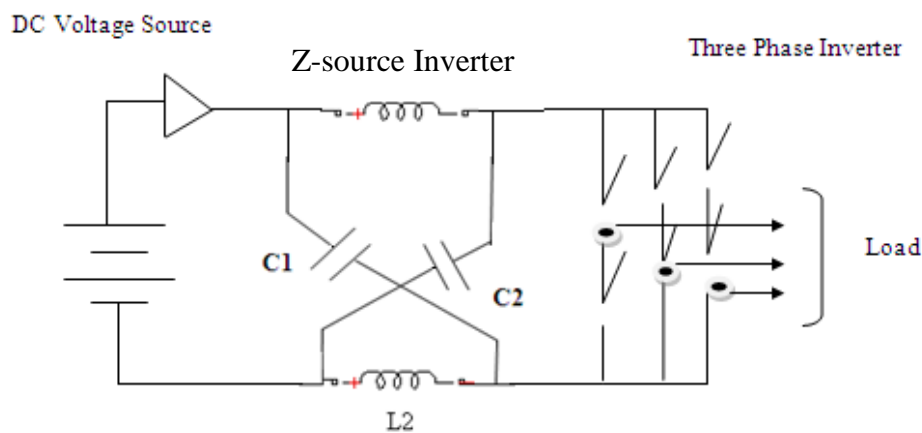 DC Voltage Source
Z-source Inverter
Three Phase Inverter
C1
C2
Load
L2